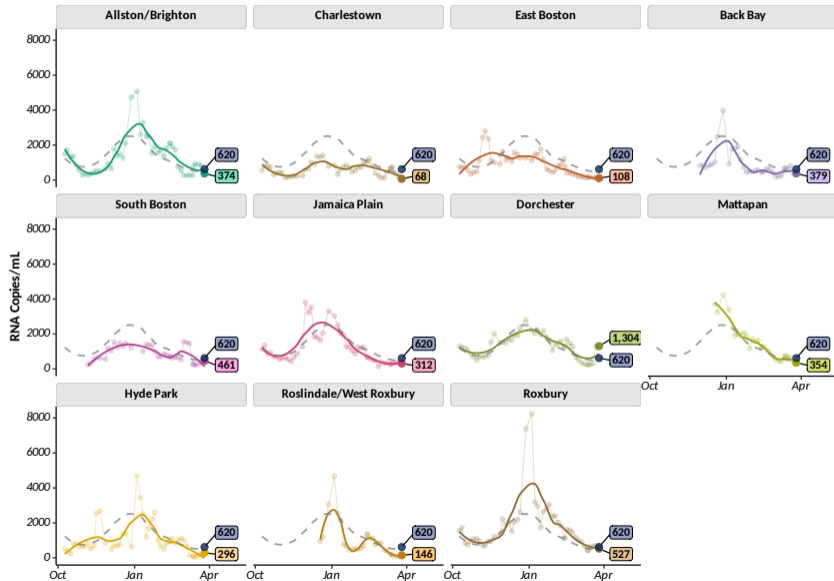 Allston/Brighton Charlestown East Boston Back Bay
8000
6000
4000
2000
0
620 620 620 620
374 68 108 379
South Boston Jamaica Plain Dorchester Mattapan
RNA Copies/mL
8000
6000
4000
2000
0
620 620 1,304 620
461 312 620 354
Oct Jan Apr
Hyde Park Roslindale/West Roxbury Roxbury
8000
6000
4000
2000
0
620 620 620
296 146 527
Oct Jan Apr Oct Jan Apr Oct Jan Apr